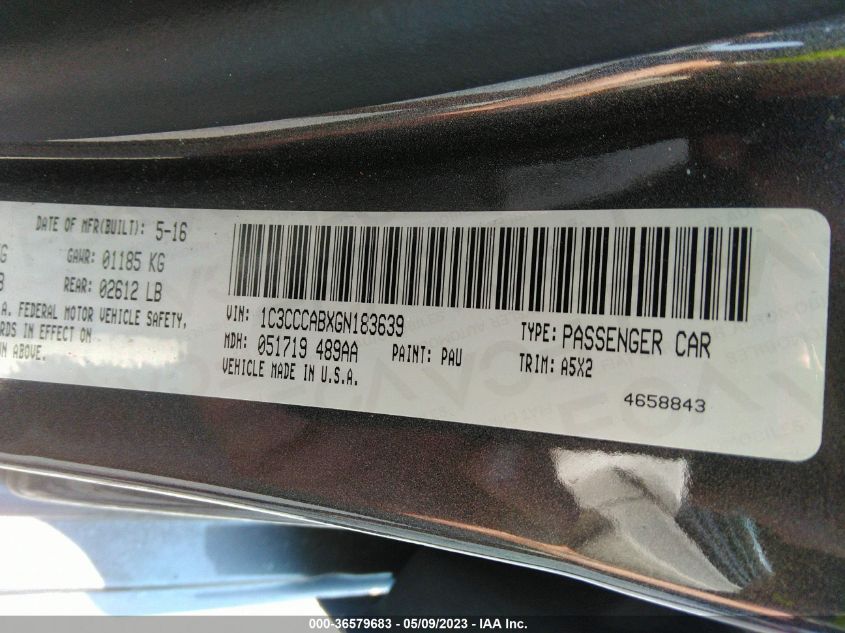 DATE OF MFR(BUILT): 5-16
G GAWR: 01185 KG
B REAR: 02612 LB
A. FEDERAL MOTOR VEHICLE SAFETY,
RDS IN EFFECT ON
N ABOVE.
VIN: 1C3CCCABXGN183639
MDH: 051719 489AA PAINT: PAU
VEHICLE MADE IN U.S.A.
TYPE: PASSENGER CAR
TRIM: A5X2
4658843
000-36579683 / 05/09/2023 - IAA Inc.